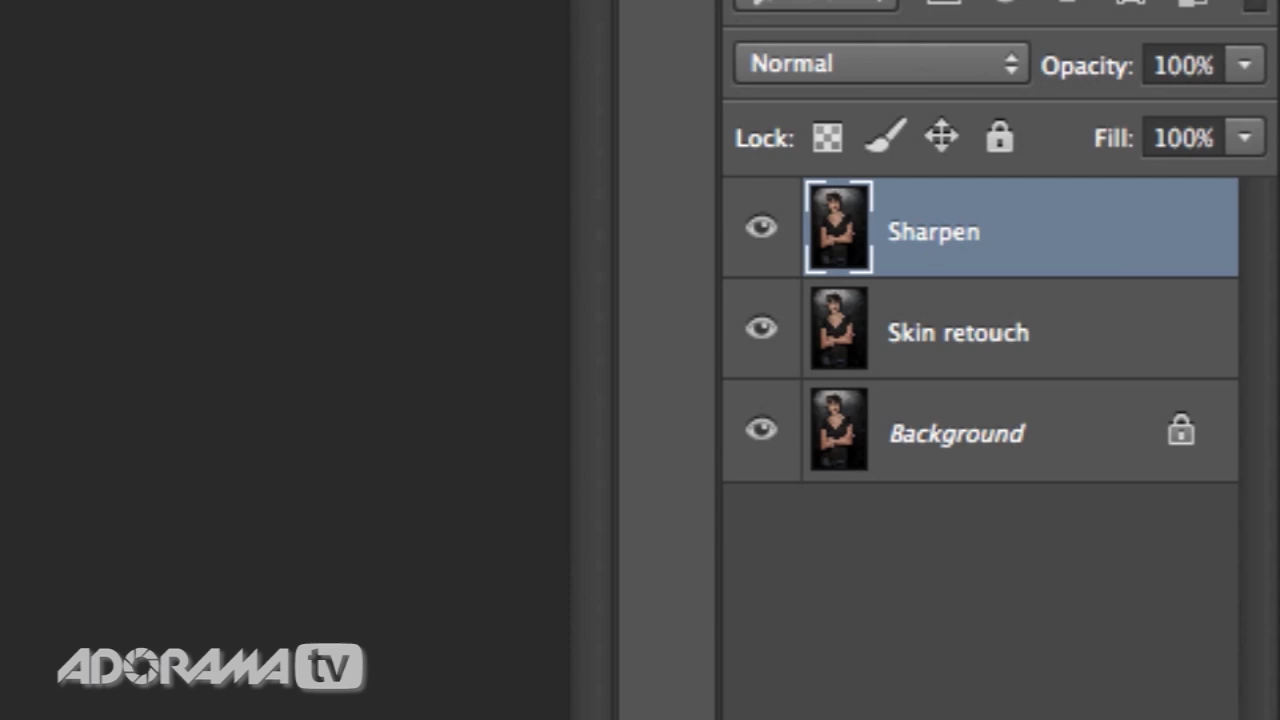 Normal
Opacity: 100%
Lock:
Fill: 100%
Sharpen
Skin retouch
Background
ADORAMA tv